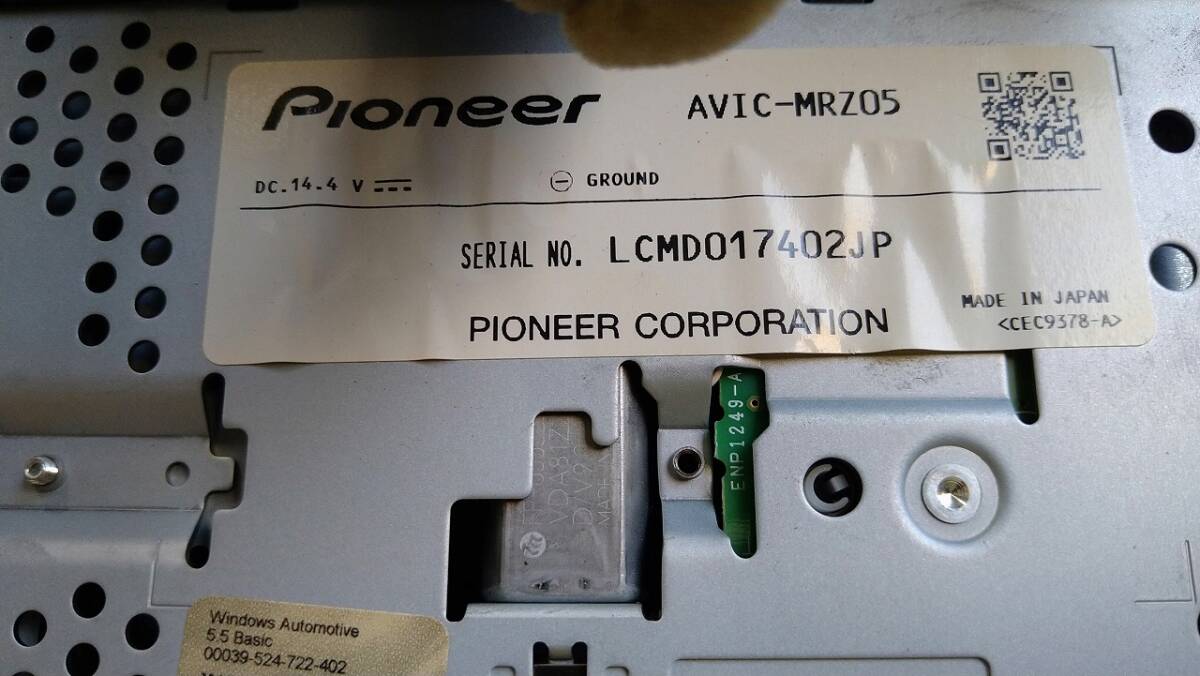 Pioneer
AVIC-MRZ05
DC.14.4 V
GROUND
SERIAL NO. LCMD017402JP
PIONEER CORPORATION
MADE IN JAPAN
<CEC9378-A>
ENP1249-A
Windows Automotive
5.5 Basic
00039-524-722-402